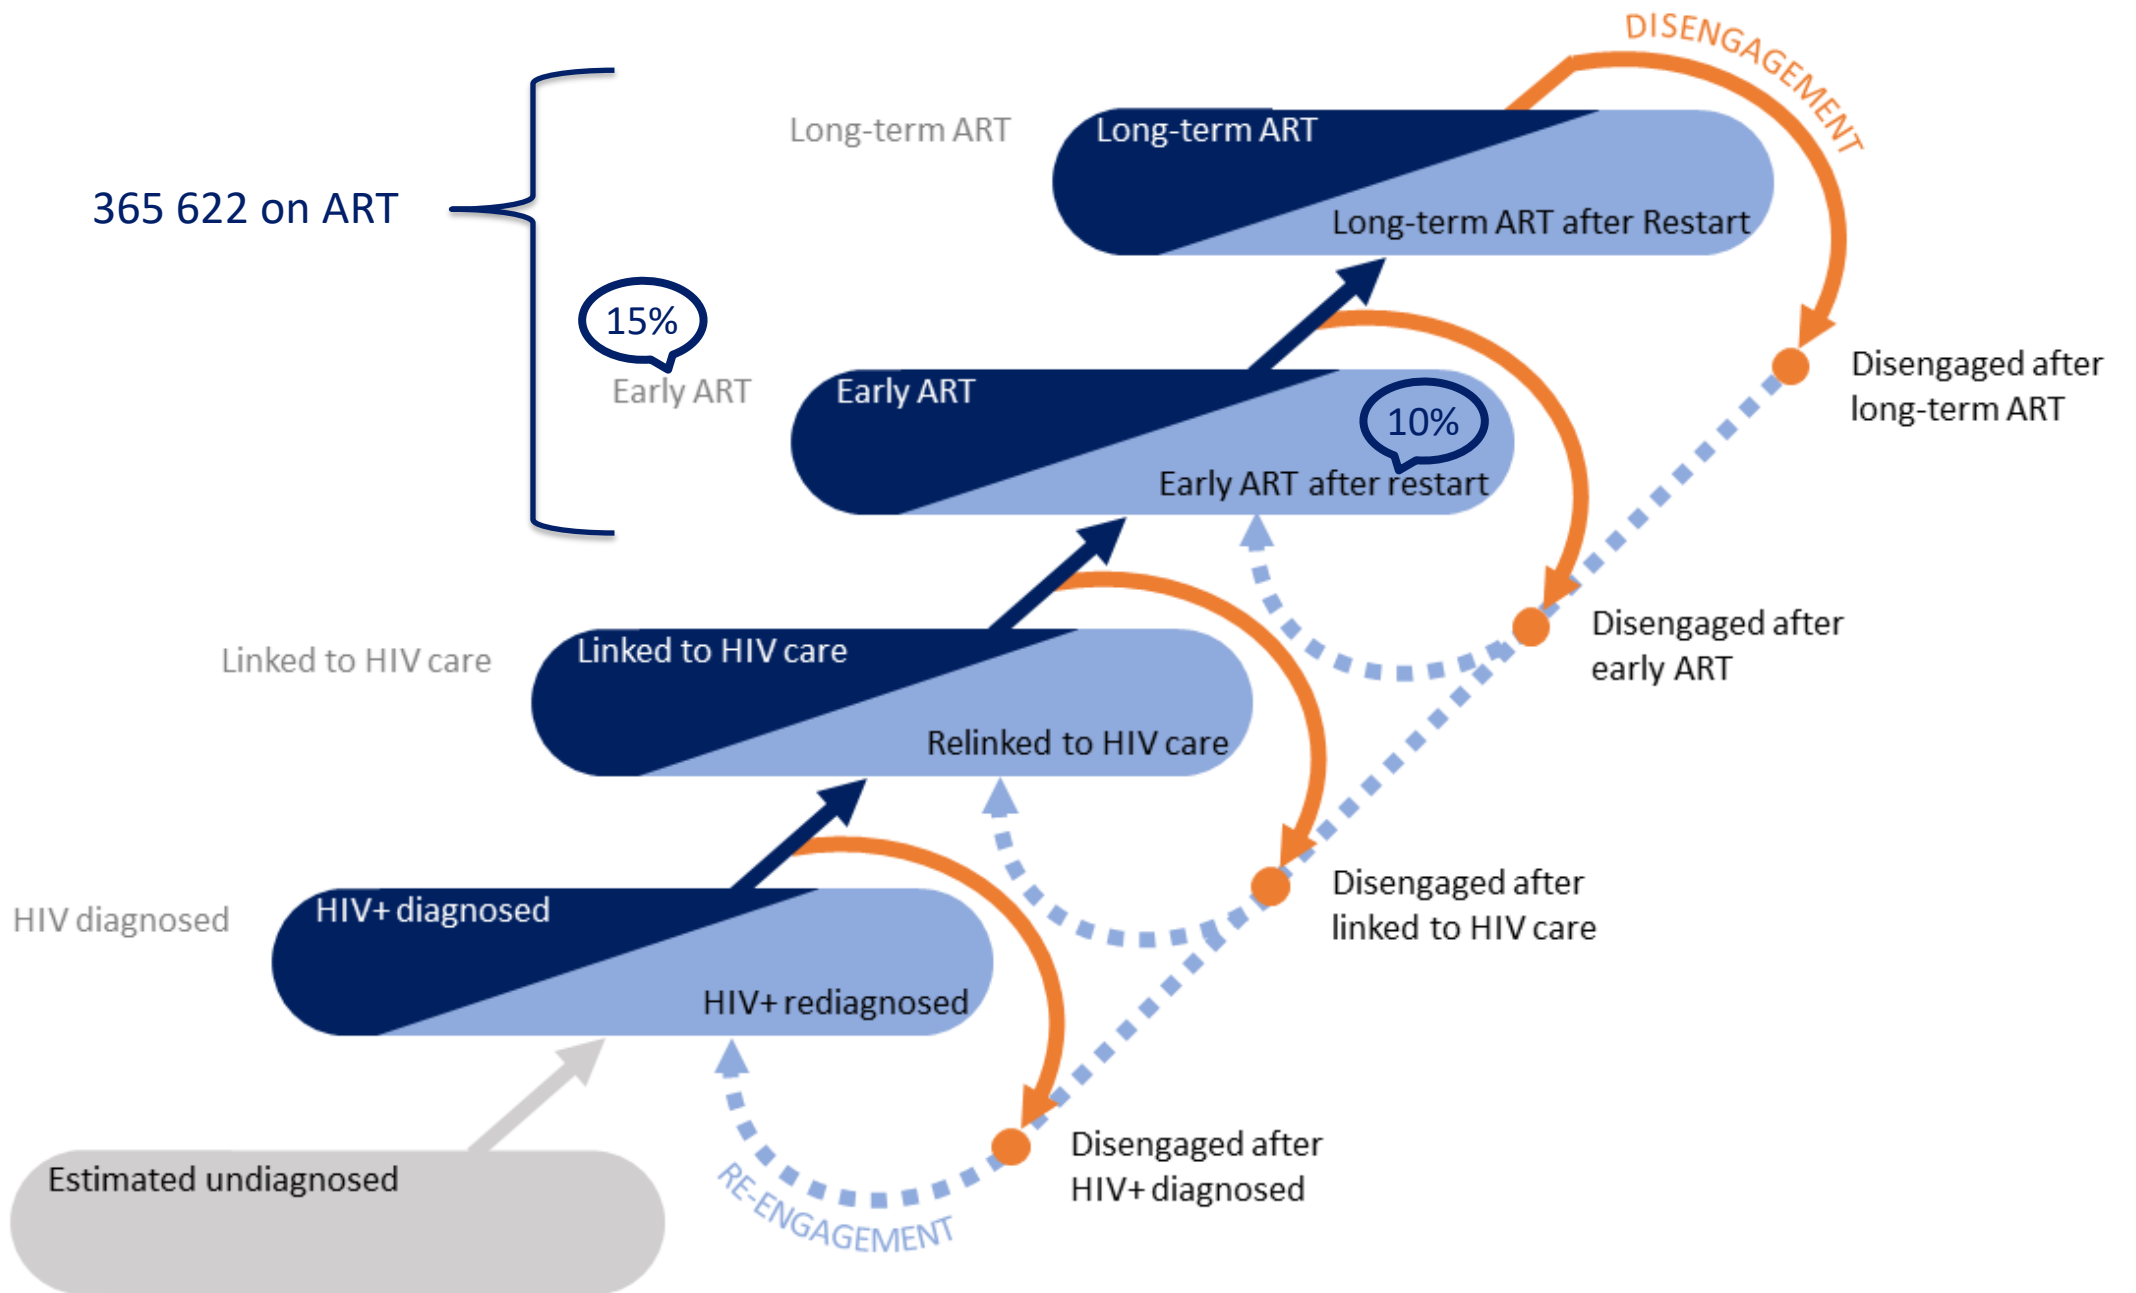 DISENGAGEMENT
Long-term ART
Long-term ART
365 622 on ART
Long-term ART after Restart
15%
Disengaged after
long-term ART
Early ART
Early ART
10%
Early ART after restart
Disengaged after
early ART
Linked to HIV care
Linked to HIV care
Relinked to HIV care
Disengaged after
linked to HIV care
HIV diagnosed
HIV+ diagnosed
HIV+ rediagnosed
Disengaged after
HIV+ diagnosed
Estimated undiagnosed
RE-ENGAGEMENT